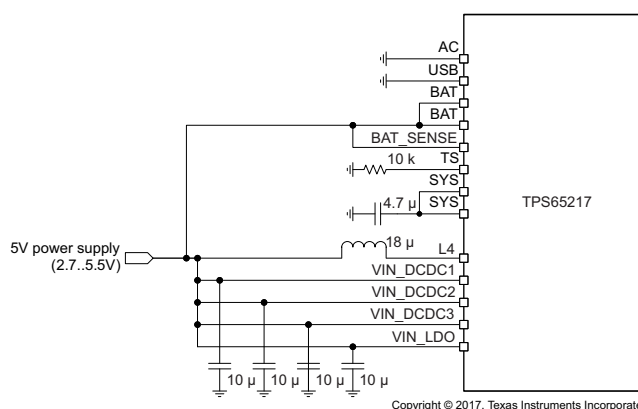 AC
USB
BAT
BAT
BAT_SENSE
10 k
TS
SYS
4.7 µ
SYS
TPS65217
5V power supply
(2.7..5.5V)
18 µ
L4
VIN_DCDC1
VIN_DCDC2
VIN_DCDC3
VIN_LDO
10 µ
10 µ
10 µ
10 µ
Copyright © 2017, Texas Instruments Incorporate